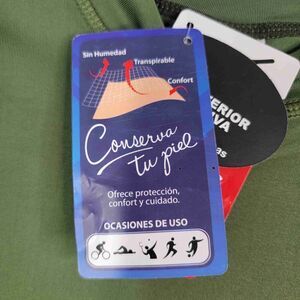 Sin Humedad
Transpirable
Confort
Conserva
tu piel
Ofrece protección,
confort y cuidado.
OCASIONES DE USO